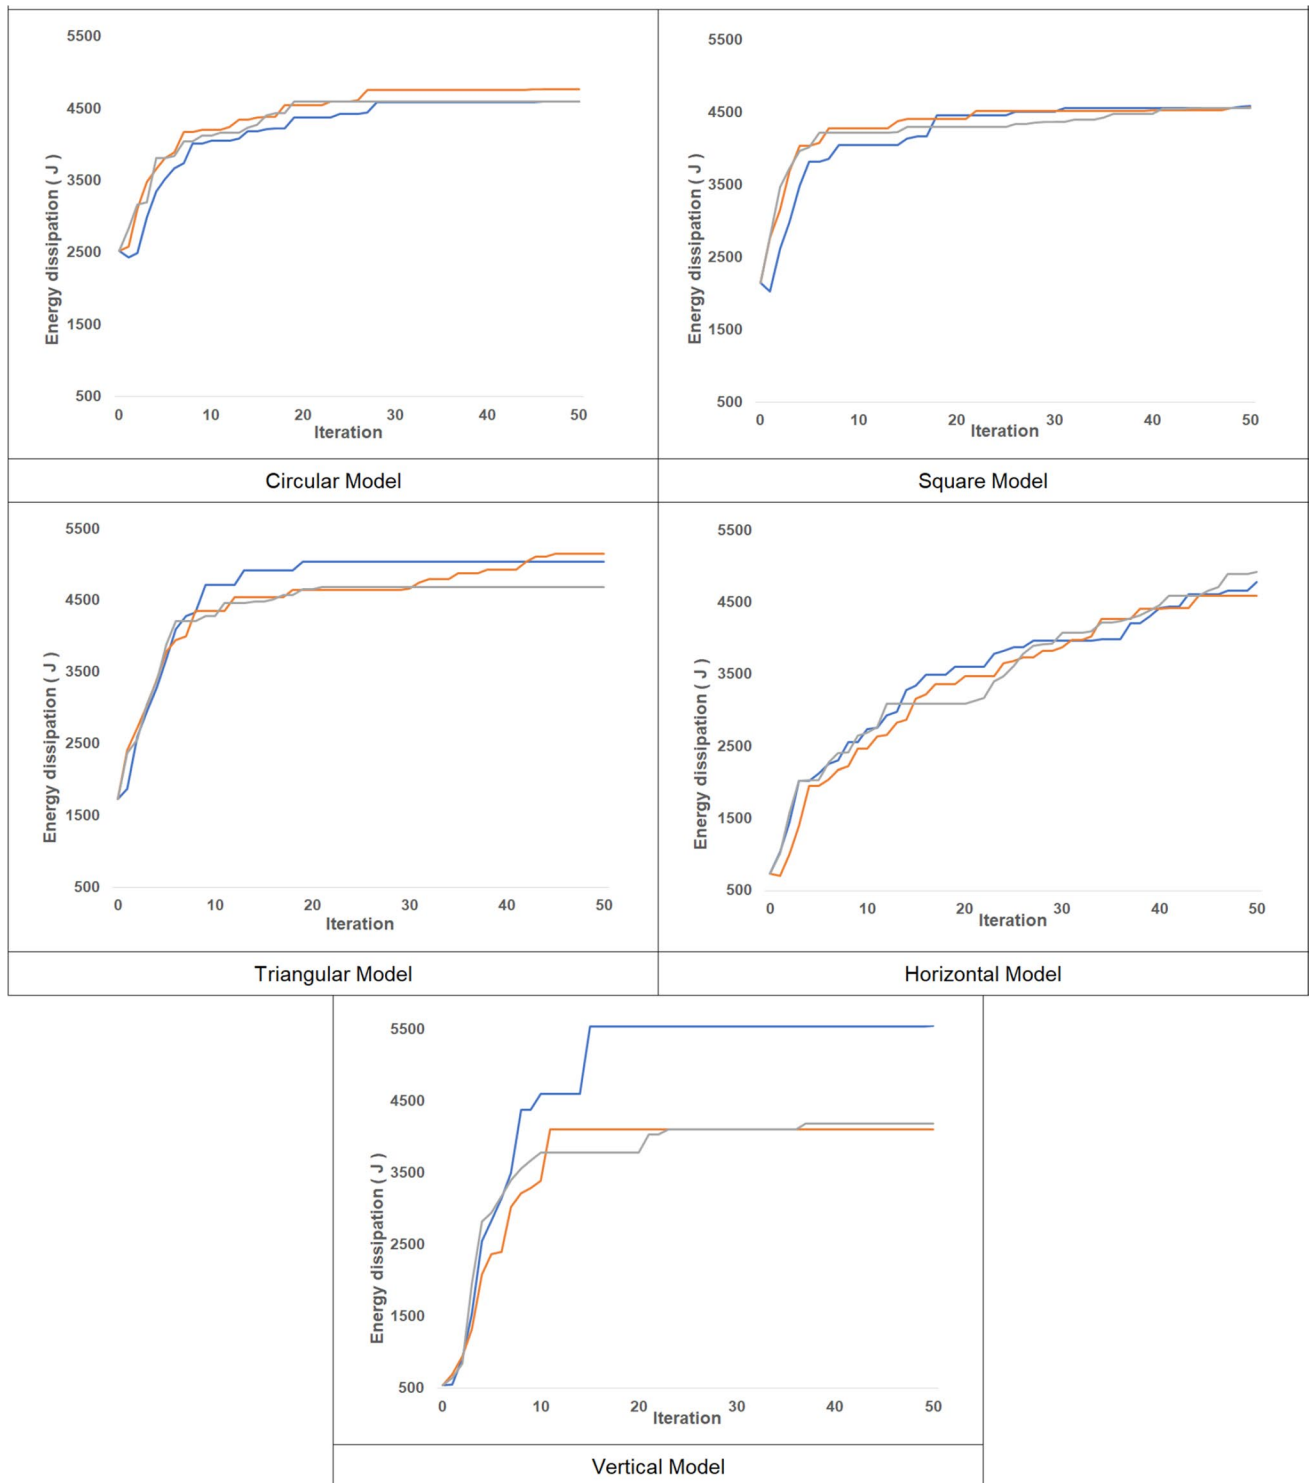 5500
4500
3500
2500
1500
500
Energy dissipation ( J )
0 10 20 30 40 50
Iteration
Circular Model
5500
4500
3500
2500
1500
500
Energy dissipation ( J )
0 10 20 30 40 50
Iteration
Square Model
5500
4500
3500
2500
1500
500
Energy dissipation ( J )
0 10 20 30 40 50
Iteration
Triangular Model
5500
4500
3500
2500
1500
500
Energy dissipation ( J )
0 10 20 30 40 50
Iteration
Horizontal Model
5500
4500
3500
2500
1500
500
Energy dissipation ( J )
0 10 20 30 40 50
Iteration
Vertical Model